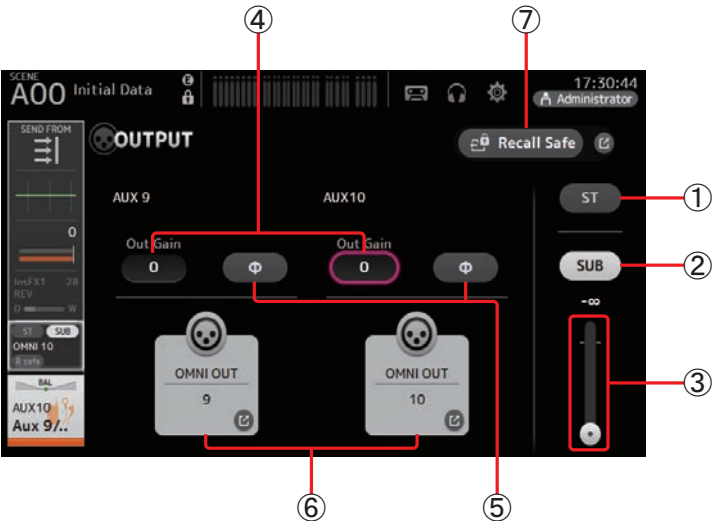 ④ ⑦
SCENE
A00 Initial Data E
17:30:44
Administrator
SEND FROM
OUTPUT
Recall Safe
AUX 9 AUX10
ST ①
0
Out Gain Out Gain
0 Φ 0 Φ
SUB ②
InsFX1 28
REV
D W
-∞
ST SUB
OMNI 10
R safe
OMNI OUT OMNI OUT
9 10
③
BAL
AUX10
Aux 9/..
⑥ ⑤